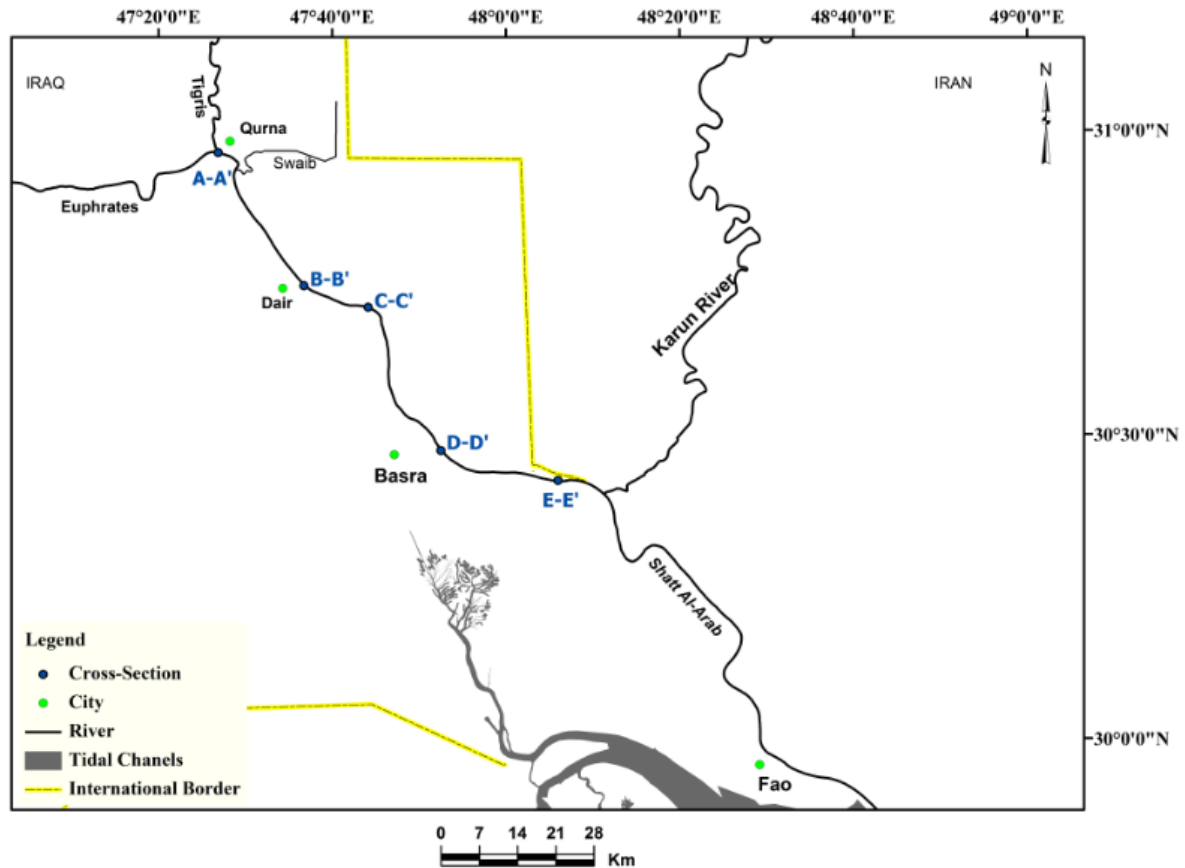 47°20'0"E 47°40'0"E 48°0'0"E 48°20'0"E 48°40'0"E 49°0'0"E
IRAQ
IRAN
N
Tigris
Qurna
31°0'0"N
Swaib
A-A'
Euphrates
B-B'
Dair
C-C'
Karun River
D-D'
30°30'0"N
Basra
E-E'
Shatt Al-Arab
Legend
Cross-Section
City
River
Tidal Chanels
International Border
30°0'0"N
Fao
0 7 14 21 28
Km